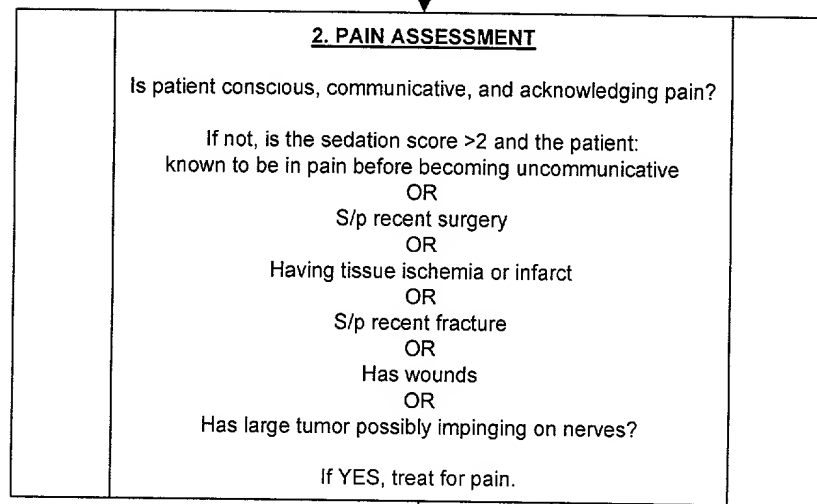 2. PAIN ASSESSMENT
Is patient conscious, communicative, and acknowledging pain?
If not, is the sedation score >2 and the patient:
known to be in pain before becoming uncommunicative
OR
S/p recent surgery
OR
Having tissue ischemia or infarct
OR
S/p recent fracture
OR
Has wounds
OR
Has large tumor possibly impinging on nerves?
If YES, treat for pain.